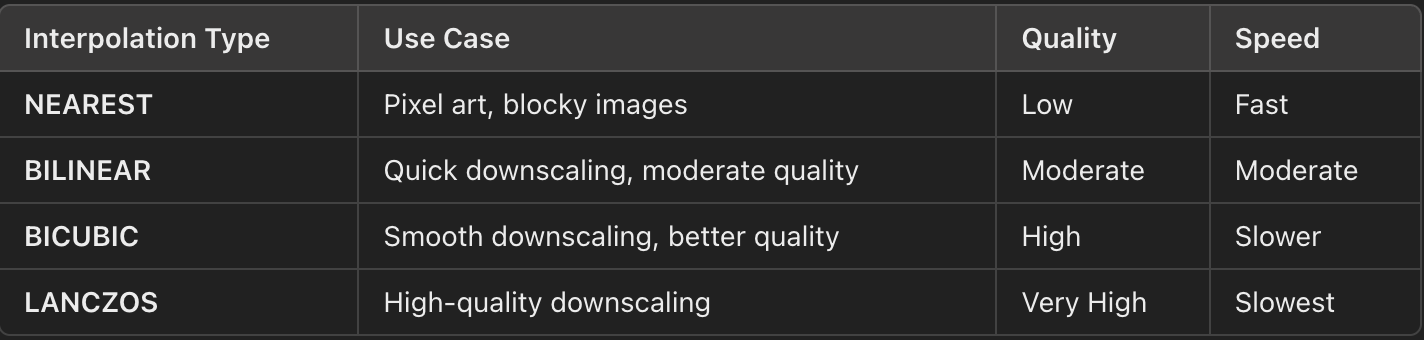 Interpolation Type Use Case Quality Speed
NEAREST Pixel art, blocky images Low Fast
BILINEAR Quick downscaling, moderate quality Moderate Moderate
BICUBIC Smooth downscaling, better quality High Slower
LANCZOS High-quality downscaling Very High Slowest